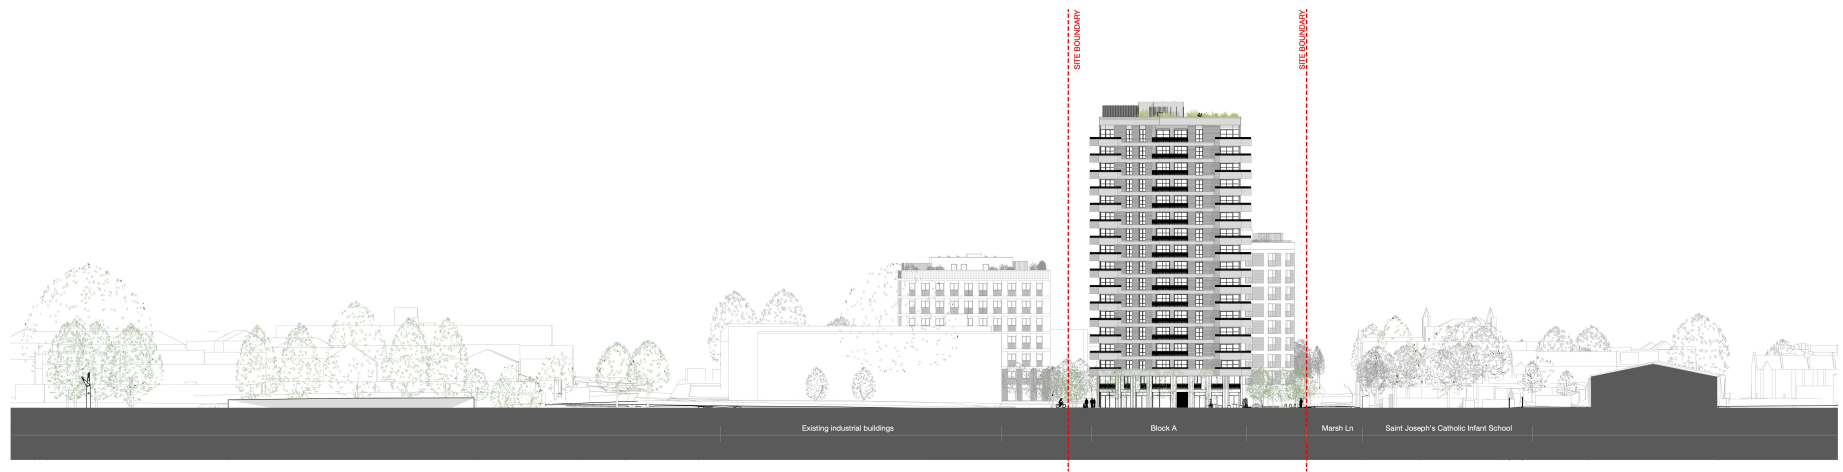 SITE BOUNDARY
SITE BOUNDARY
Existing industrial buildings
Block A
Marsh Ln
Saint Joseph's Catholic Infant School